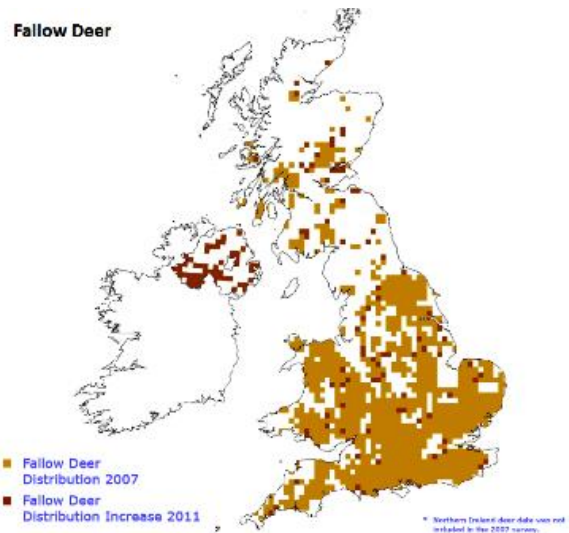 Fallow Deer
Fallow Deer
Distribution 2007
Fallow Deer
Distribution Increase 2011
* Northern Ireland deer data was not
included in the 2007 survey.